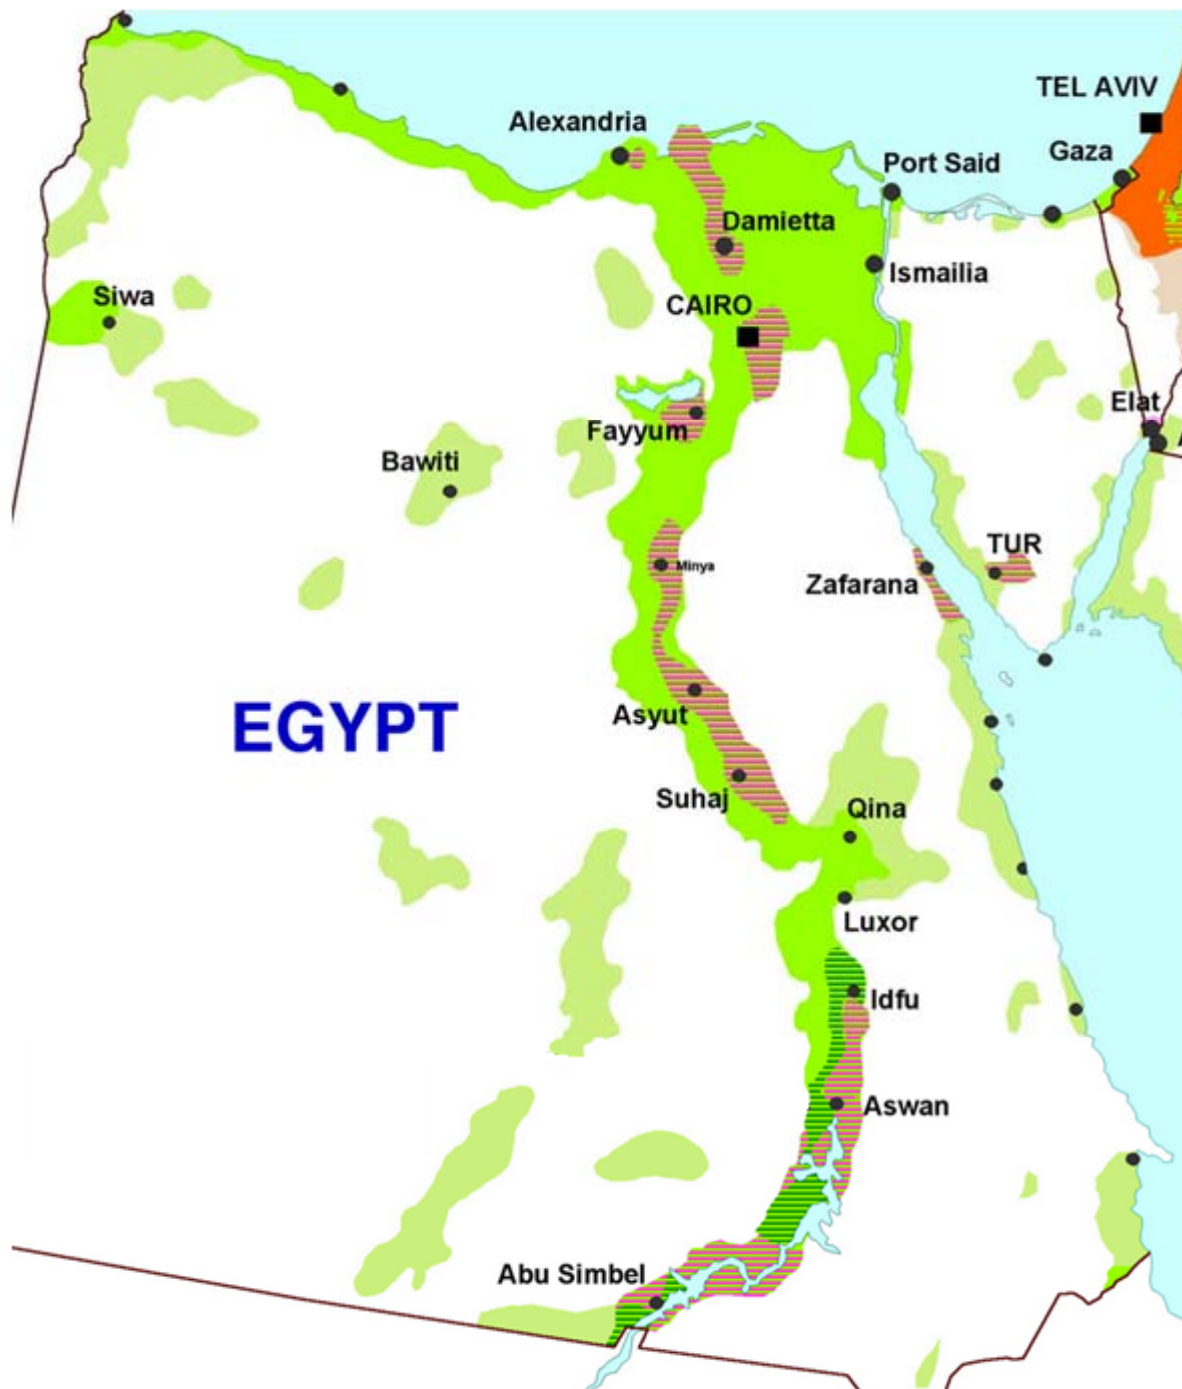 TEL AVIV
Alexandria
Gaza
Port Said
Damietta
Ismailia
Siwa
CAIRO
Elat
A
Fayyum
Bawiti
TUR
Minya
Zafarana
EGYPT
Asyut
Suhaj
Qina
Luxor
Idfu
Aswan
Abu Simbel